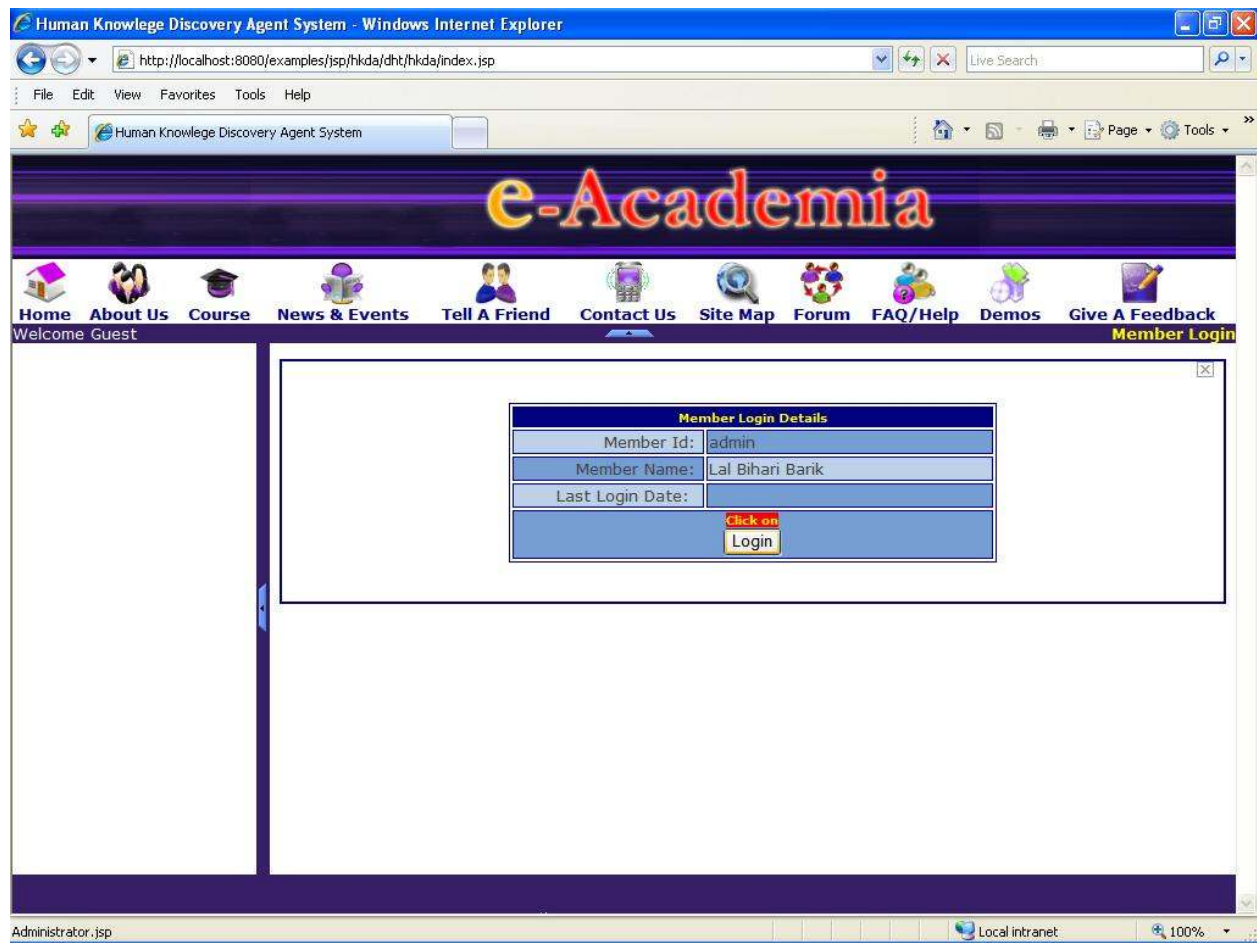 Human Knowlege Discovery Agent System - Windows Internet Explorer
http://localhost:8080/examples/jsp/hkda/dht/hkda/index.jsp
Live Search
File Edit View Favorites Tools Help
Human Knowlege Discovery Agent System
Page Tools
e-Academia
Home About Us Course News & Events Tell A Friend Contact Us Site Map Forum FAQ/Help Demos Give A Feedback
Welcome Guest Member Login
Member Login Details
Member Id: admin
Member Name: Lal Bihari Barik
Last Login Date:
Click on
Login
Administrator.jsp Local intranet 100%